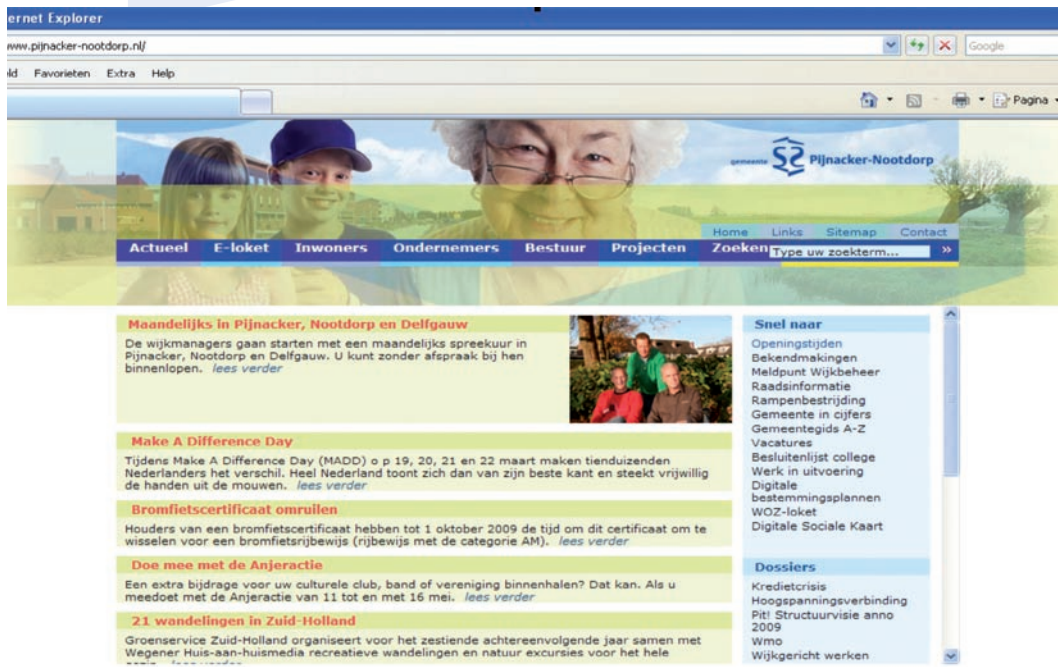 ernet Explorer
www.pijnacker-nootdorp.nl/
Google
ld Favorieten Extra Help
Pagina
gemeente Pijnacker-Nootdorp
Home Links Sitemap Contact
Actueel E-loket Inwoners Ondernemers Bestuur Projecten Zoeken Type uw zoekterm... »
Maandelijks in Pijnacker, Nootdorp en Delfgauw
De wijkmanagers gaan starten met een maandelijks spreekuur in
Pijnacker, Nootdorp en Delfgauw. U kunt zonder afspraak bij hen
binnenlopen. lees verder
Make A Difference Day
Tijdens Make A Difference Day (MADD) o p 19, 20, 21 en 22 maart maken tienduizenden
Nederlanders het verschil. Heel Nederland toont zich dan van zijn beste kant en steekt vrijwillig
de handen uit de mouwen. lees verder
Bromfietscertificaat omruilen
Houders van een bromfietscertificaat hebben tot 1 oktober 2009 de tijd om dit certificaat om te
wisselen voor een bromfietsrijbewijs (rijbewijs met de categorie AM). lees verder
Doe mee met de Anjeractie
Een extra bijdrage voor uw culturele club, band of vereniging binnenhalen? Dat kan. Als u
meedoet met de Anjeractie van 11 tot en met 16 mei. lees verder
21 wandelingen in Zuid-Holland
Groenservice Zuid-Holland organiseert voor het zestiende achtereenvolgende jaar samen met
Wegener Huis-aan-huismedia recreatieve wandelingen en natuur excursies voor het hele
gezin. lees verder
Snel naar
Openingstijden
Bekendmakingen
Meldpunt Wijkbeheer
Raadsinformatie
Rampenbestrijding
Gemeente in cijfers
Gemeentegids A-Z
Vacatures
Besluitenlijst college
Werk in uitvoering
Digitale
bestemmingsplannen
WOZ-loket
Digitale Sociale Kaart
Dossiers
Kredietcrisis
Hoogspanningsverbinding
Pit! Structuurvisie anno
2009
Wmo
Wijkgericht werken